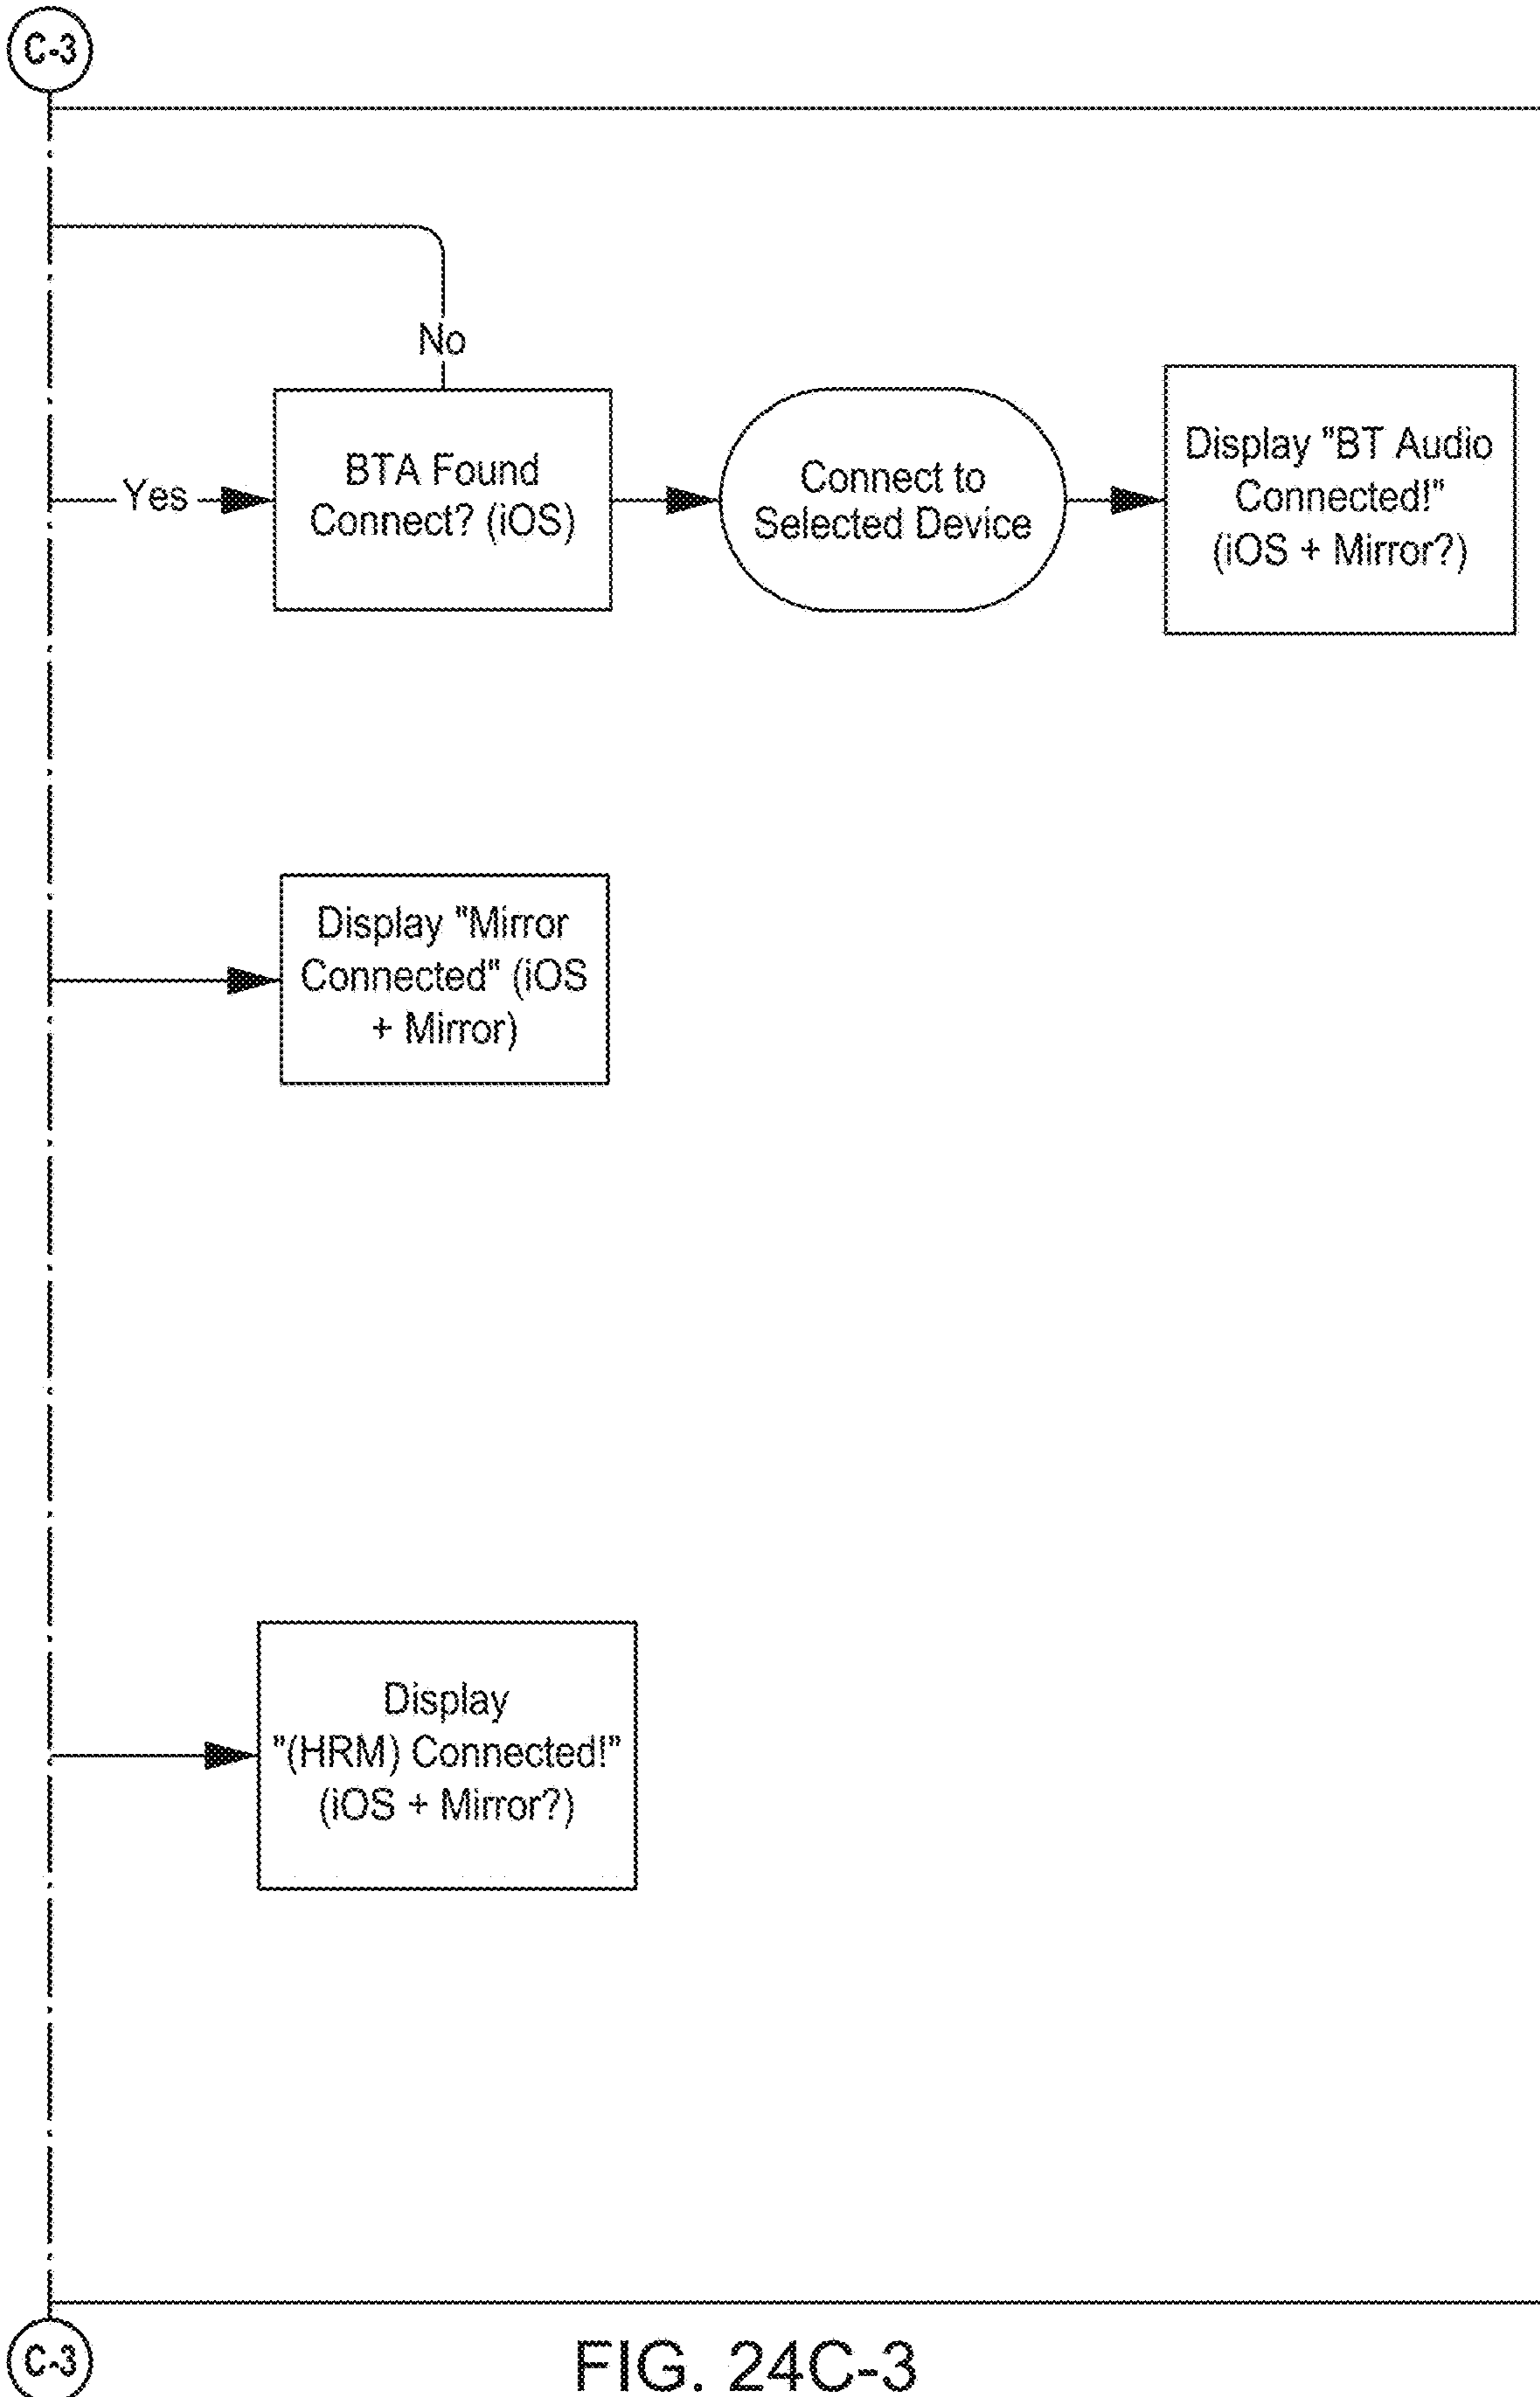 C-3
No
Yes
BTA Found
Connect? (iOS)
Connect to
Selected Device
Display "BT Audio
Connected!"
(iOS + Mirror?)
Display "Mirror
Connected" (iOS
+ Mirror)
Display
"(HRM) Connected!"
(iOS + Mirror?)
C-3
FIG. 24C-3